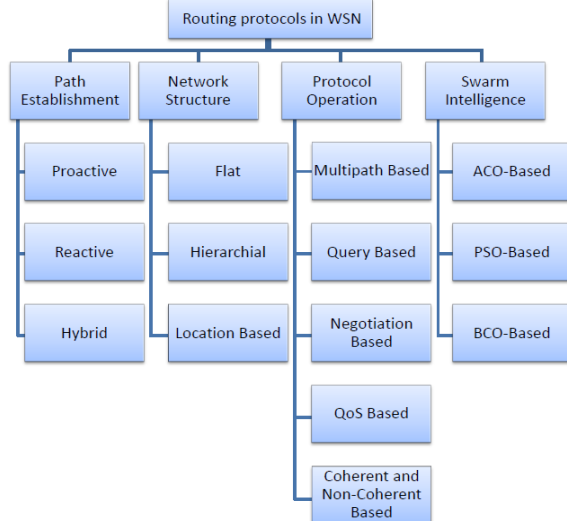 Routing protocols in WSN
Path
Establishment
Network
Structure
Protocol
Operation
Swarm
Intelligence
Proactive
Reactive
Hybrid
Flat
Hierarchial
Location Based
Multipath Based
Query Based
Negotiation
Based
QoS Based
Coherent and
Non-Coherent
Based
ACO-Based
PSO-Based
BCO-Based